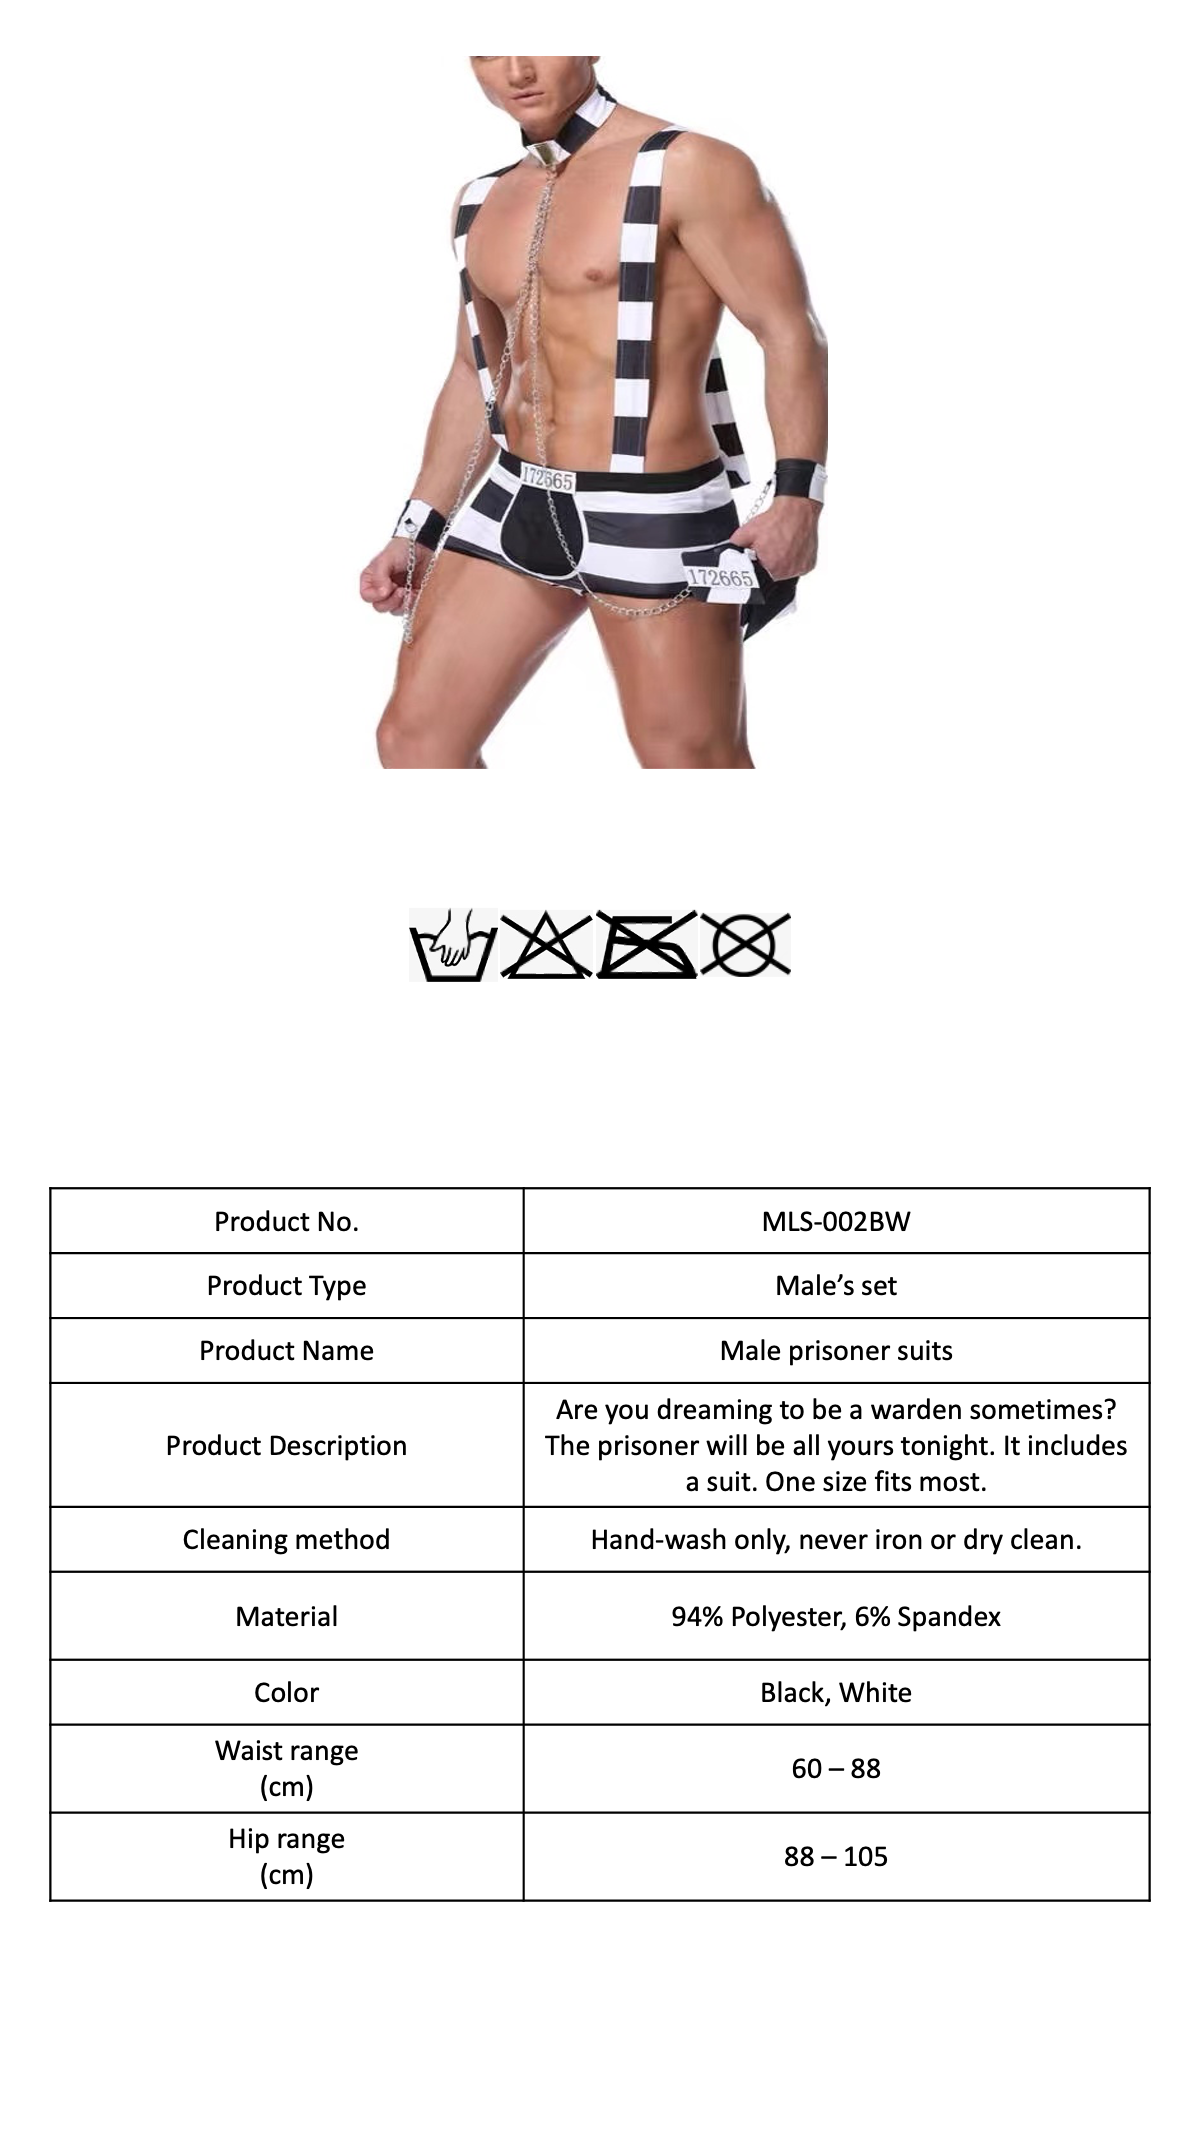 172665
172665
Product No.
MLS-002BW
Product Type
Male’s set
Product Name
Male prisoner suits
Product Description
Are you dreaming to be a warden sometimes?
The prisoner will be all yours tonight. It includes
a suit. One size fits most.
Cleaning method
Hand-wash only, never iron or dry clean.
Material
94% Polyester, 6% Spandex
Color
Black, White
Waist range
(cm)
60 – 88
Hip range
(cm)
88 – 105